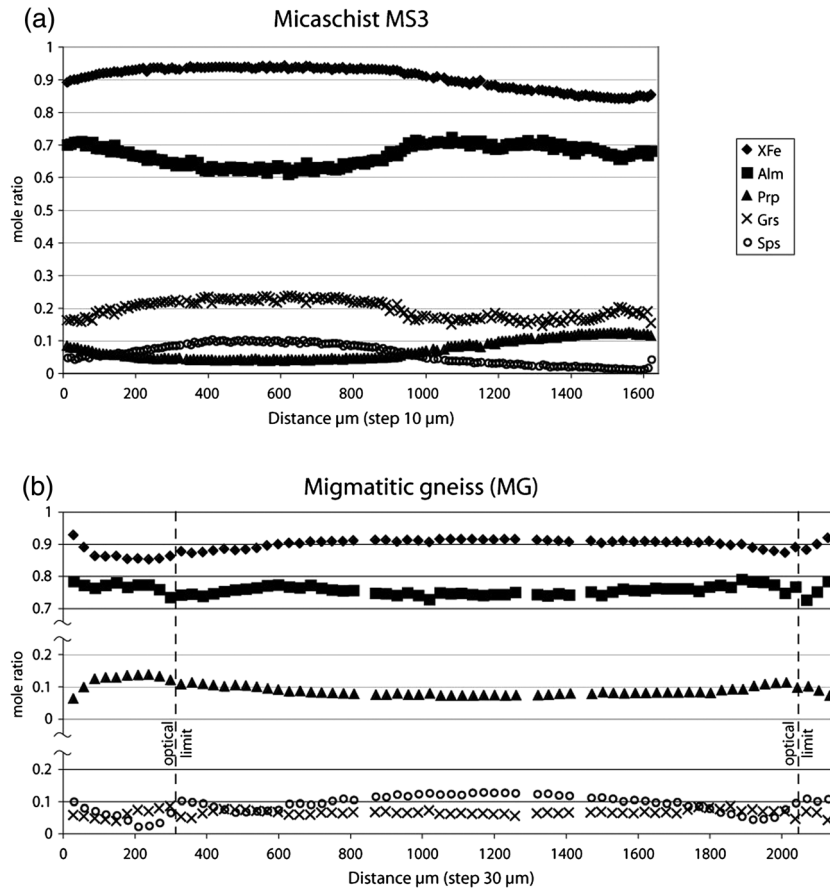 (a)
Micaschist MS3
1
0.9
0.8
0.7
0.6
0.5
0.4
0.3
0.2
0.1
0
mole ratio
0 200 400 600 800 1000 1200 1400 1600
Distance µm (step 10 µm)
XFe
Alm
Prp
Grs
Sps
(b)
Migmatitic gneiss (MG)
1
0.9
0.8
0.7
0.2
0.1
0
0.2
0.1
0
mole ratio
optical
limit
optical
limit
0 200 400 600 800 1000 1200 1400 1600 1800 2000
Distance µm (step 30 µm)